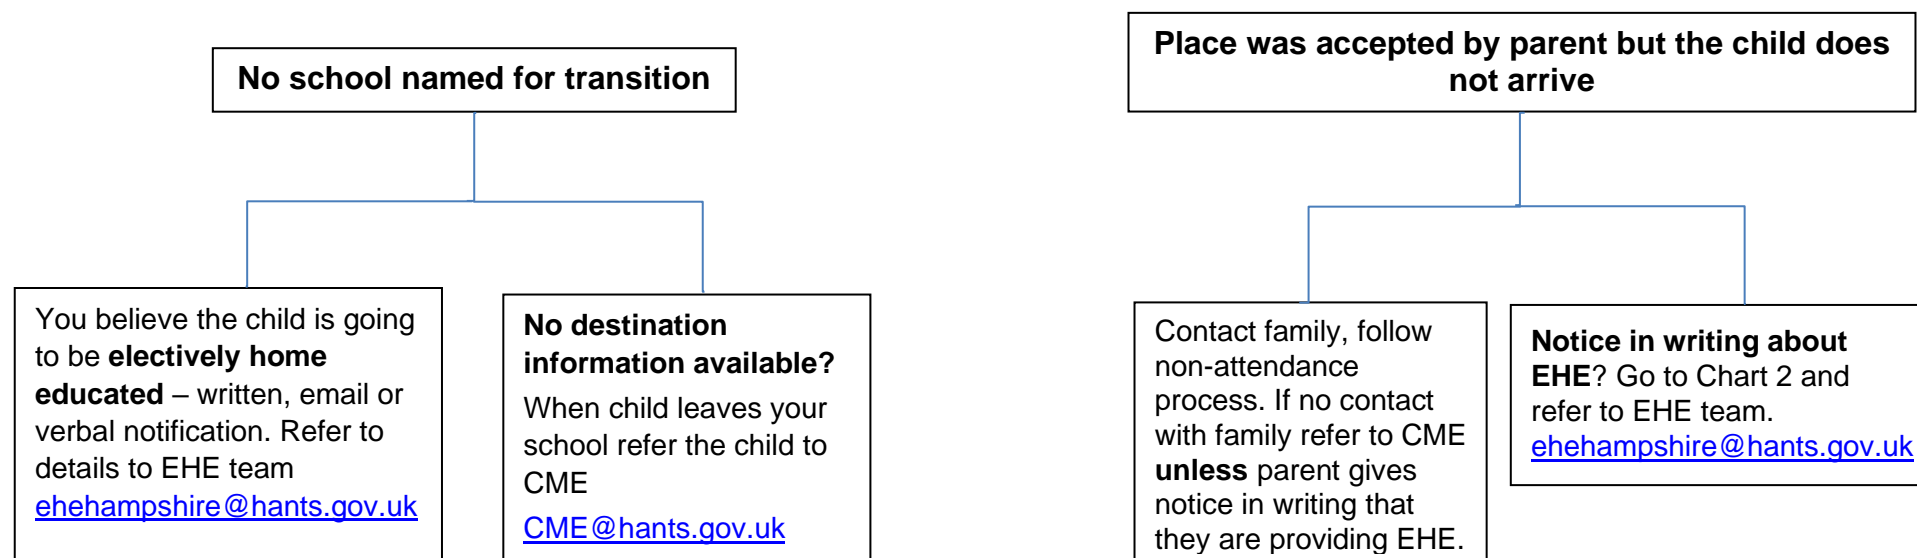 No school named for transition
You believe the child is going
to be electively home
educated – written, email or
verbal notification. Refer to
details to EHE team
ehehampshire@hants.gov.uk
No destination
information available?
When child leaves your
school refer the child to
CME
CME@hants.gov.uk
Place was accepted by parent but the child does
not arrive
Contact family, follow
non-attendance
process. If no contact
with family refer to CME
unless parent gives
notice in writing that
they are providing EHE.
Notice in writing about
EHE? Go to Chart 2 and
refer to EHE team.
ehehampshire@hants.gov.uk